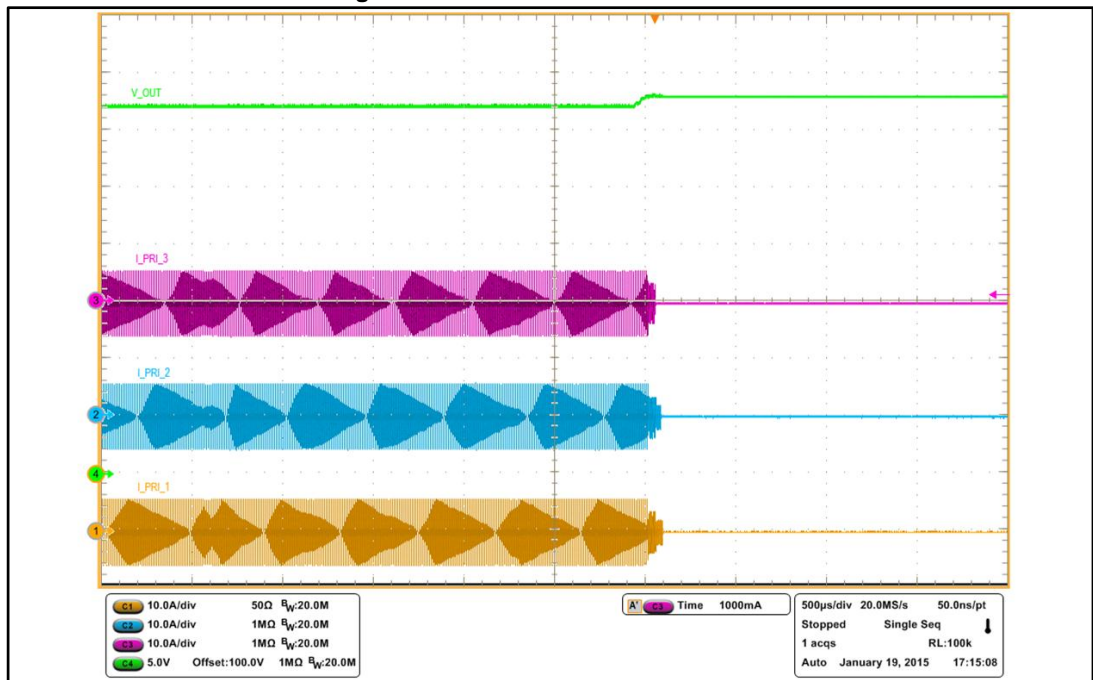 V_OUT
I_PRI_3
3
I_PRI_2
2
4
I_PRI_1
1
C1 10.0A/div 50Ω BW:20.0M
C2 10.0A/div 1MΩ BW:20.0M
C3 10.0A/div 1MΩ BW:20.0M
C4 5.0V Offset:100.0V 1MΩ BW:20.0M
A' C3 Time 1000mA
500µs/div 20.0MS/s 50.0ns/pt
Stopped Single Seq
1 acqs RL:100k
Auto January 19, 2015 17:15:08